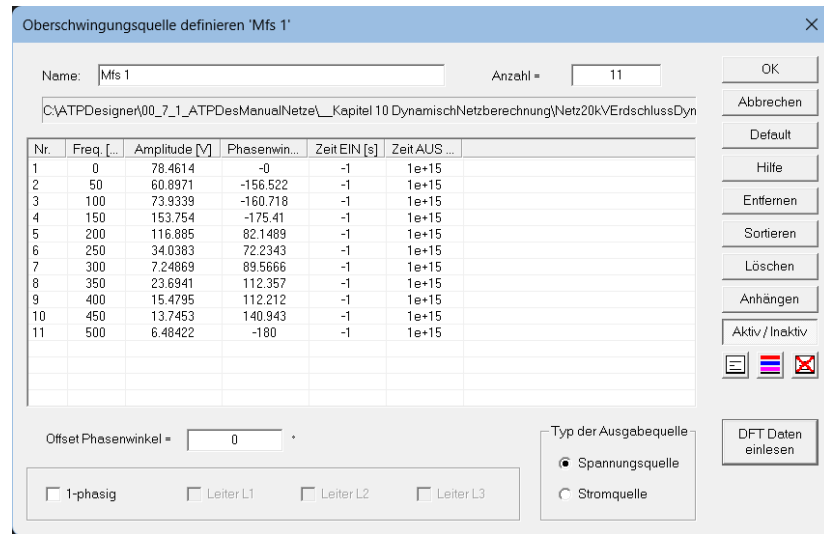 Oberschwingungsquelle definieren 'Mfs 1'
Name: Mfs 1 Anzahl = 11
C:\ATPDesigner\00_7_1_ATPDesManualNetze\__Kapitel 10 DynamischNetzberechnung\Netz20kVErdschlussDyn
Nr. Freq. [... Amplitude [V] Phasenwin... Zeit EIN [s] Zeit AUS ...
1 0 78.4614 -0 -1 1e+15
2 50 60.8971 -156.522 -1 1e+15
3 100 73.9339 -160.718 -1 1e+15
4 150 153.754 -175.41 -1 1e+15
5 200 116.885 82.1489 -1 1e+15
6 250 34.0383 72.2343 -1 1e+15
7 300 7.24869 89.5666 -1 1e+15
8 350 23.6941 112.357 -1 1e+15
9 400 15.4795 112.212 -1 1e+15
10 450 13.7453 140.943 -1 1e+15
11 500 6.48422 -180 -1 1e+15
Offset Phasenwinkel = 0 °
1-phasig Leiter L1 Leiter L2 Leiter L3
Typ der Ausgabequelle
Spannungsquelle
Stromquelle
OK
Abbrechen
Default
Hilfe
Entfernen
Sortieren
Löschen
Anhängen
Aktiv / Inaktiv
DFT Daten
einlesen